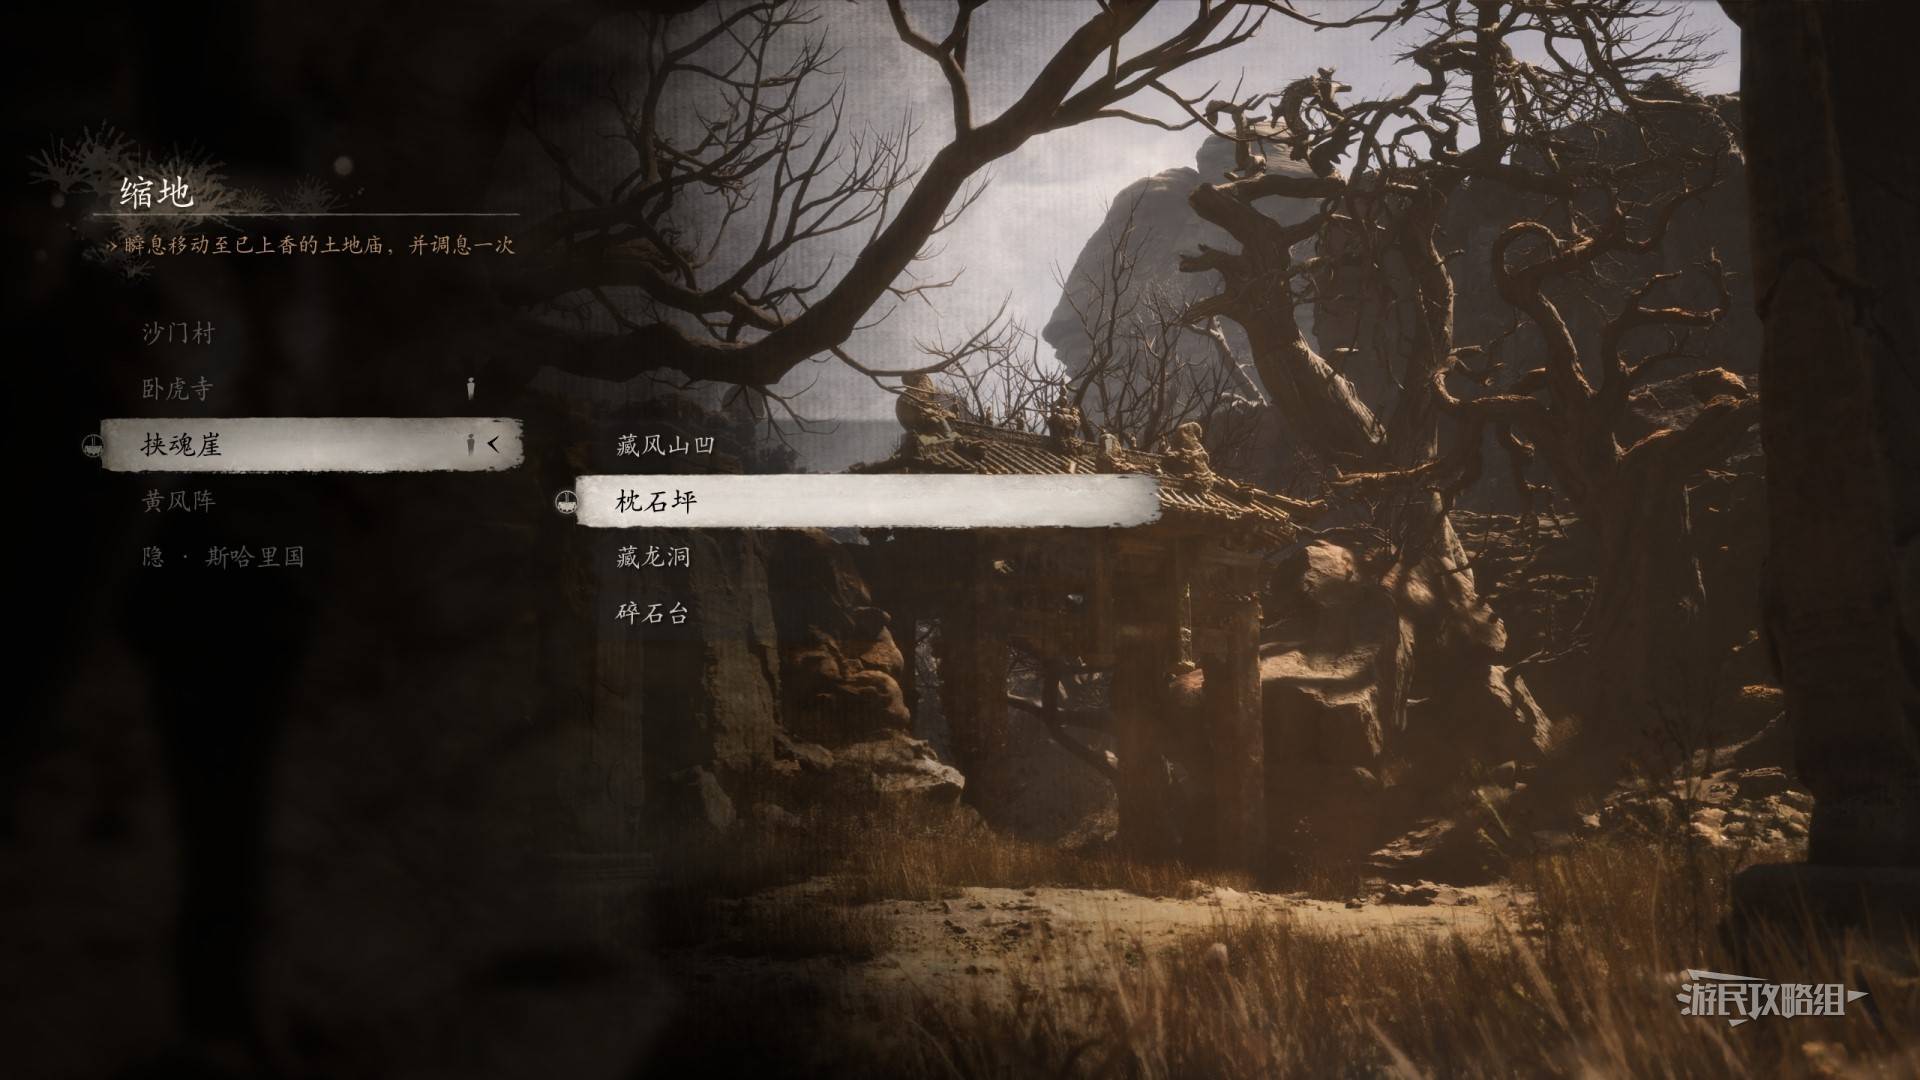 缩地
瞬息移动至已上香的土地庙，并调息一次
沙门村
卧虎寺
挟魂崖
黄风阵
隐 · 斯哈里国
藏风山凹
枕石坪
藏龙洞
碎石台
游民攻略组